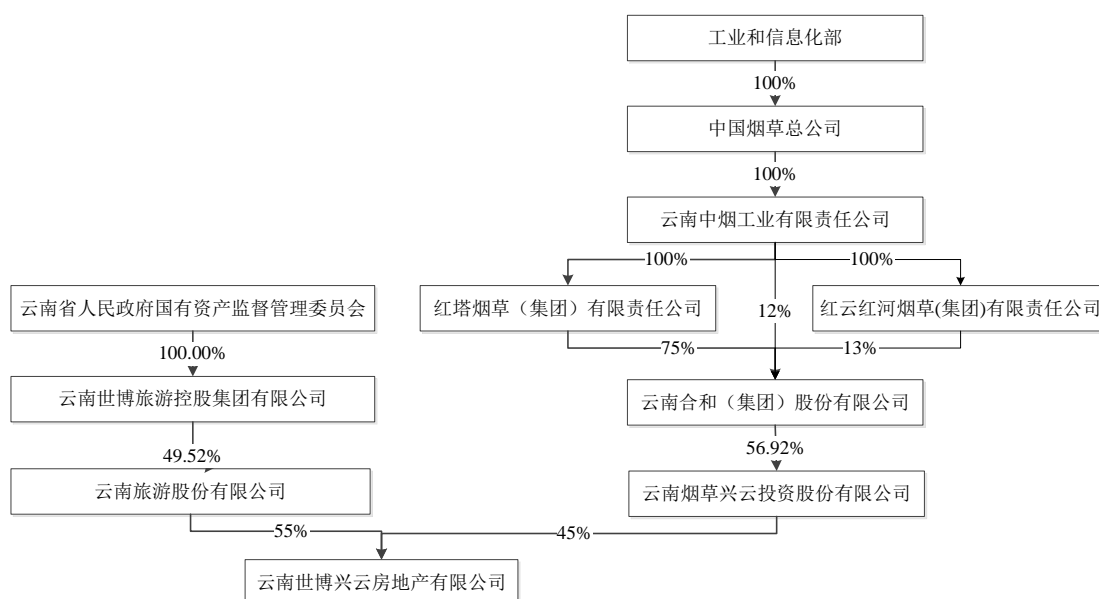 工业和信息化部
100%
中国烟草总公司
100%
云南中烟工业有限责任公司
100%
100%
云南省人民政府国有资产监督管理委员会
红塔烟草（集团）有限责任公司
12%
红云红河烟草(集团)有限责任公司
100.00%
75%
13%
云南世博旅游控股集团有限公司
云南合和（集团）股份有限公司
49.52%
56.92%
云南旅游股份有限公司
云南烟草兴云投资股份有限公司
55%
45%
云南世博兴云房地产有限公司